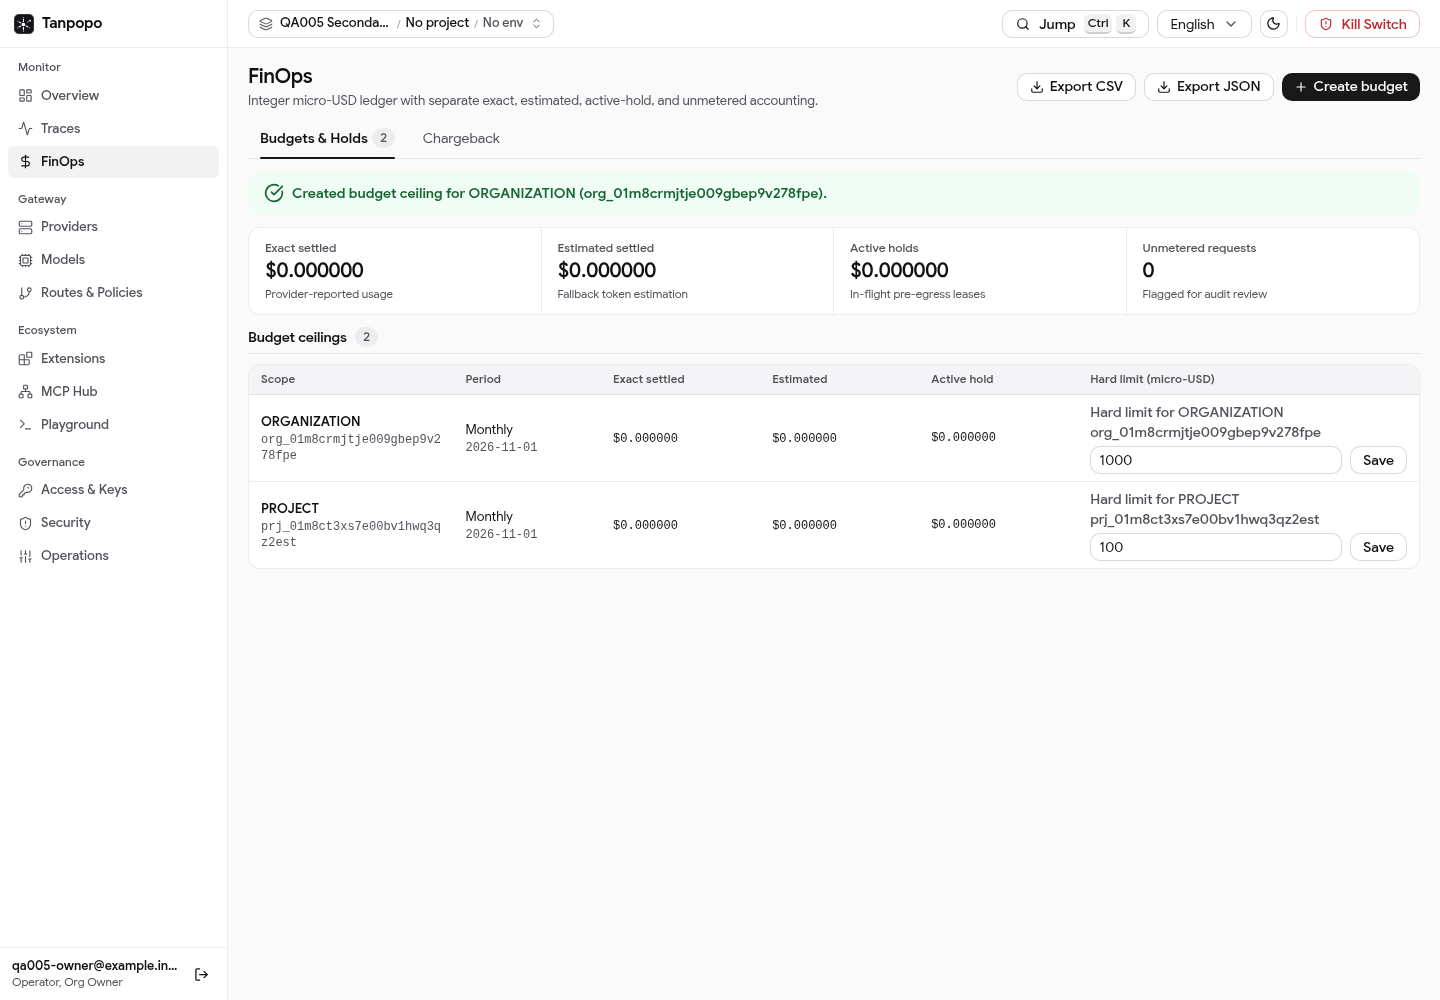 Tanpopo
QA005 Seconda... / No project / No env
Jump Ctrl K
English
Kill Switch
Monitor
Overview
Traces
FinOps
Gateway
Providers
Models
Routes & Policies
Ecosystem
Extensions
MCP Hub
Playground
Governance
Access & Keys
Security
Operations
qa005-owner@example.in...
Operator, Org Owner
FinOps
Integer micro-USD ledger with separate exact, estimated, active-hold, and unmetered accounting.
Export CSV
Export JSON
Create budget
Budgets & Holds 2
Chargeback
Created budget ceiling for ORGANIZATION (org_01m8crmjtje009gbep9v278fpe).
Exact settled
$0.000000
Provider-reported usage
Estimated settled
$0.000000
Fallback token estimation
Active holds
$0.000000
In-flight pre-egress leases
Unmetered requests
0
Flagged for audit review
Budget ceilings 2
Scope Period Exact settled Estimated Active hold Hard limit (micro-USD)
ORGANIZATION
org_01m8crmjtje009gbep9v2
78fpe
Monthly
2026-11-01
$0.000000
$0.000000
$0.000000
Hard limit for ORGANIZATION
org_01m8crmjtje009gbep9v278fpe
1000 Save
PROJECT
prj_01m8ct3xs7e00bv1hwq3q
z2est
Monthly
2026-11-01
$0.000000
$0.000000
$0.000000
Hard limit for PROJECT
prj_01m8ct3xs7e00bv1hwq3qz2est
100 Save